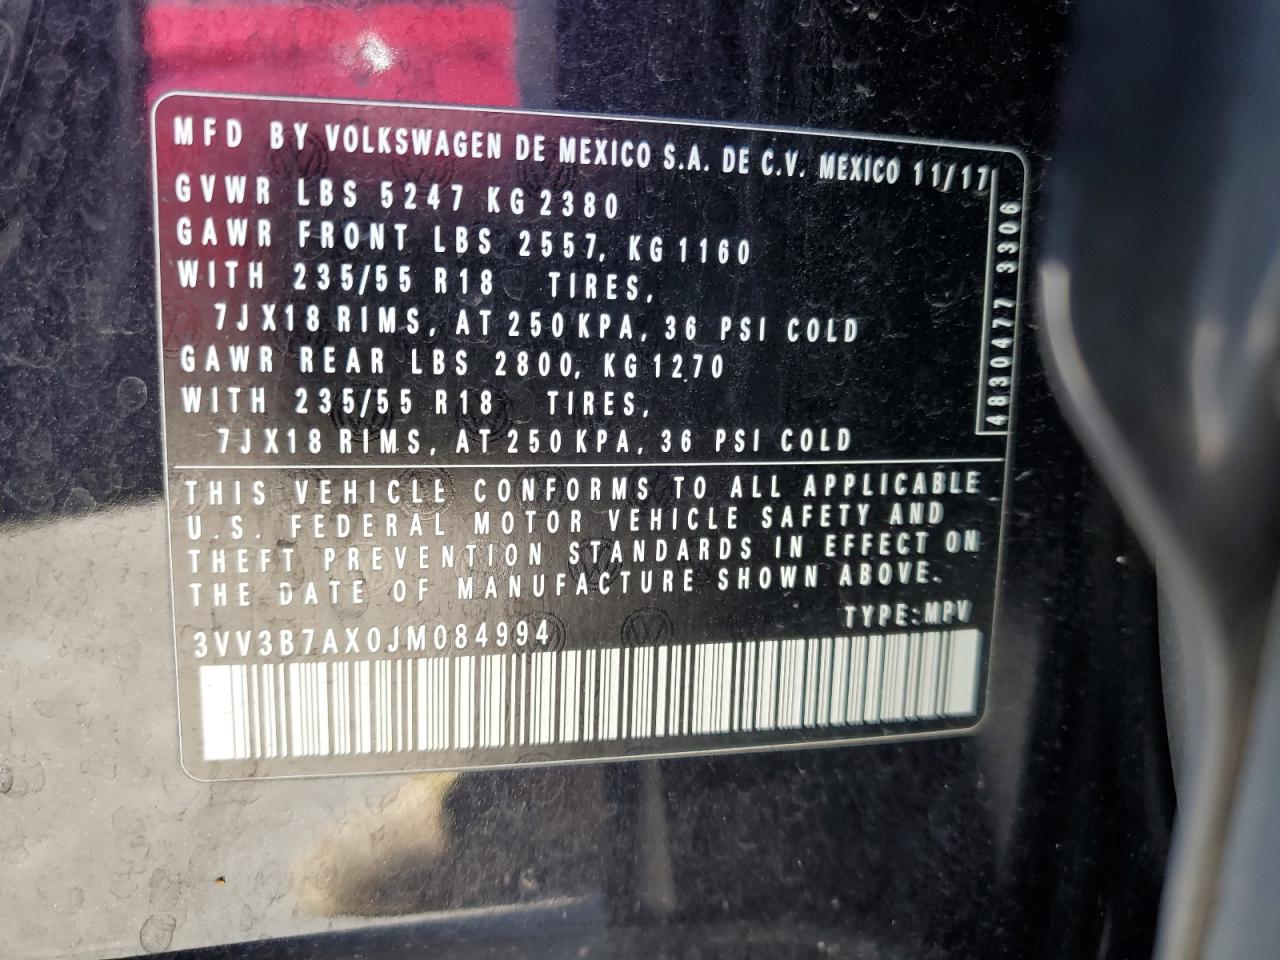 MFD BY VOLKSWAGEN DE MEXICO S.A. DE C.V. MEXICO 11/17
GVWR LBS 5247 KG 2380
GAWR FRONT LBS 2557, KG 1160
WITH 235/55 R18 TIRES,
7JX18 RIMS, AT 250 KPA, 36 PSI COLD
GAWR REAR LBS 2800, KG 1270
WITH 235/55 R18 TIRES,
7JX18 RIMS, AT 250 KPA, 36 PSI COLD
4830477 3306
THIS VEHICLE CONFORMS TO ALL APPLICABLE
U.S. FEDERAL MOTOR VEHICLE SAFETY AND
THEFT PREVENTION STANDARDS IN EFFECT ON
THE DATE OF MANUFACTURE SHOWN ABOVE.
TYPE:MPV
3VV3B7AX0JM084994